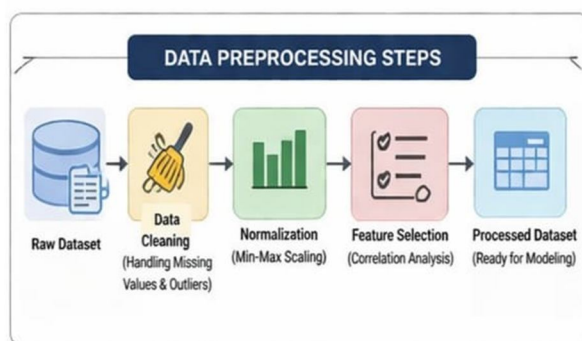 DATA PREPROCESSING STEPS
Raw Dataset
Data
Cleaning
(Handling Missing
Values & Outliers)
Normalization
(Min-Max Scaling)
Feature Selection
(Correlation Analysis)
Processed Dataset
(Ready for Modeling)